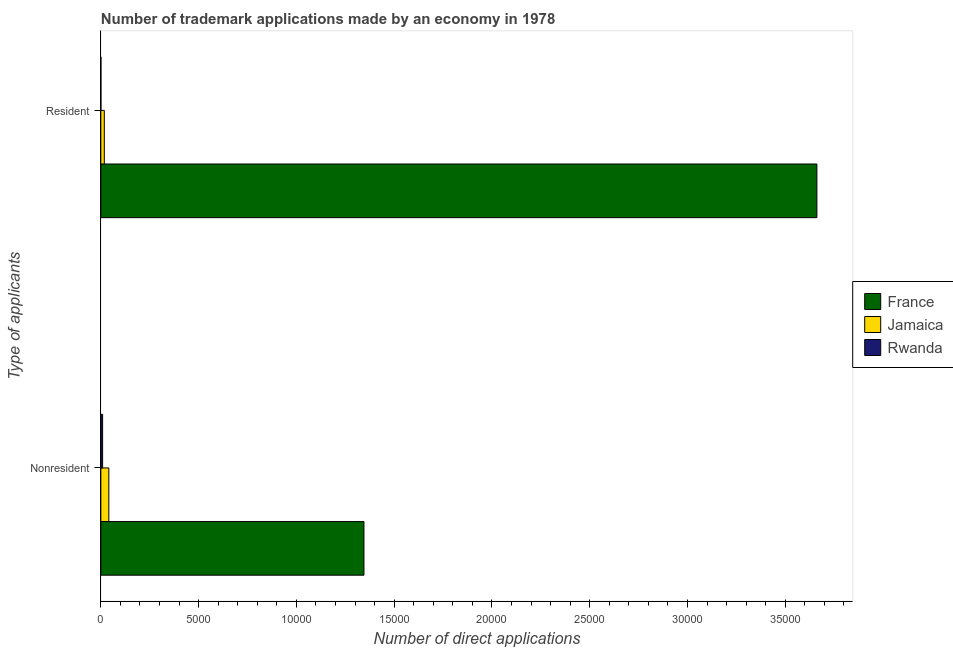 Number of trademark applications made by an economy in 1978
Type of applicants
Resident
Nonresident
0
5000
10000
15000
20000
25000
30000
35000
Number of direct applications
France
Jamaica
Rwanda